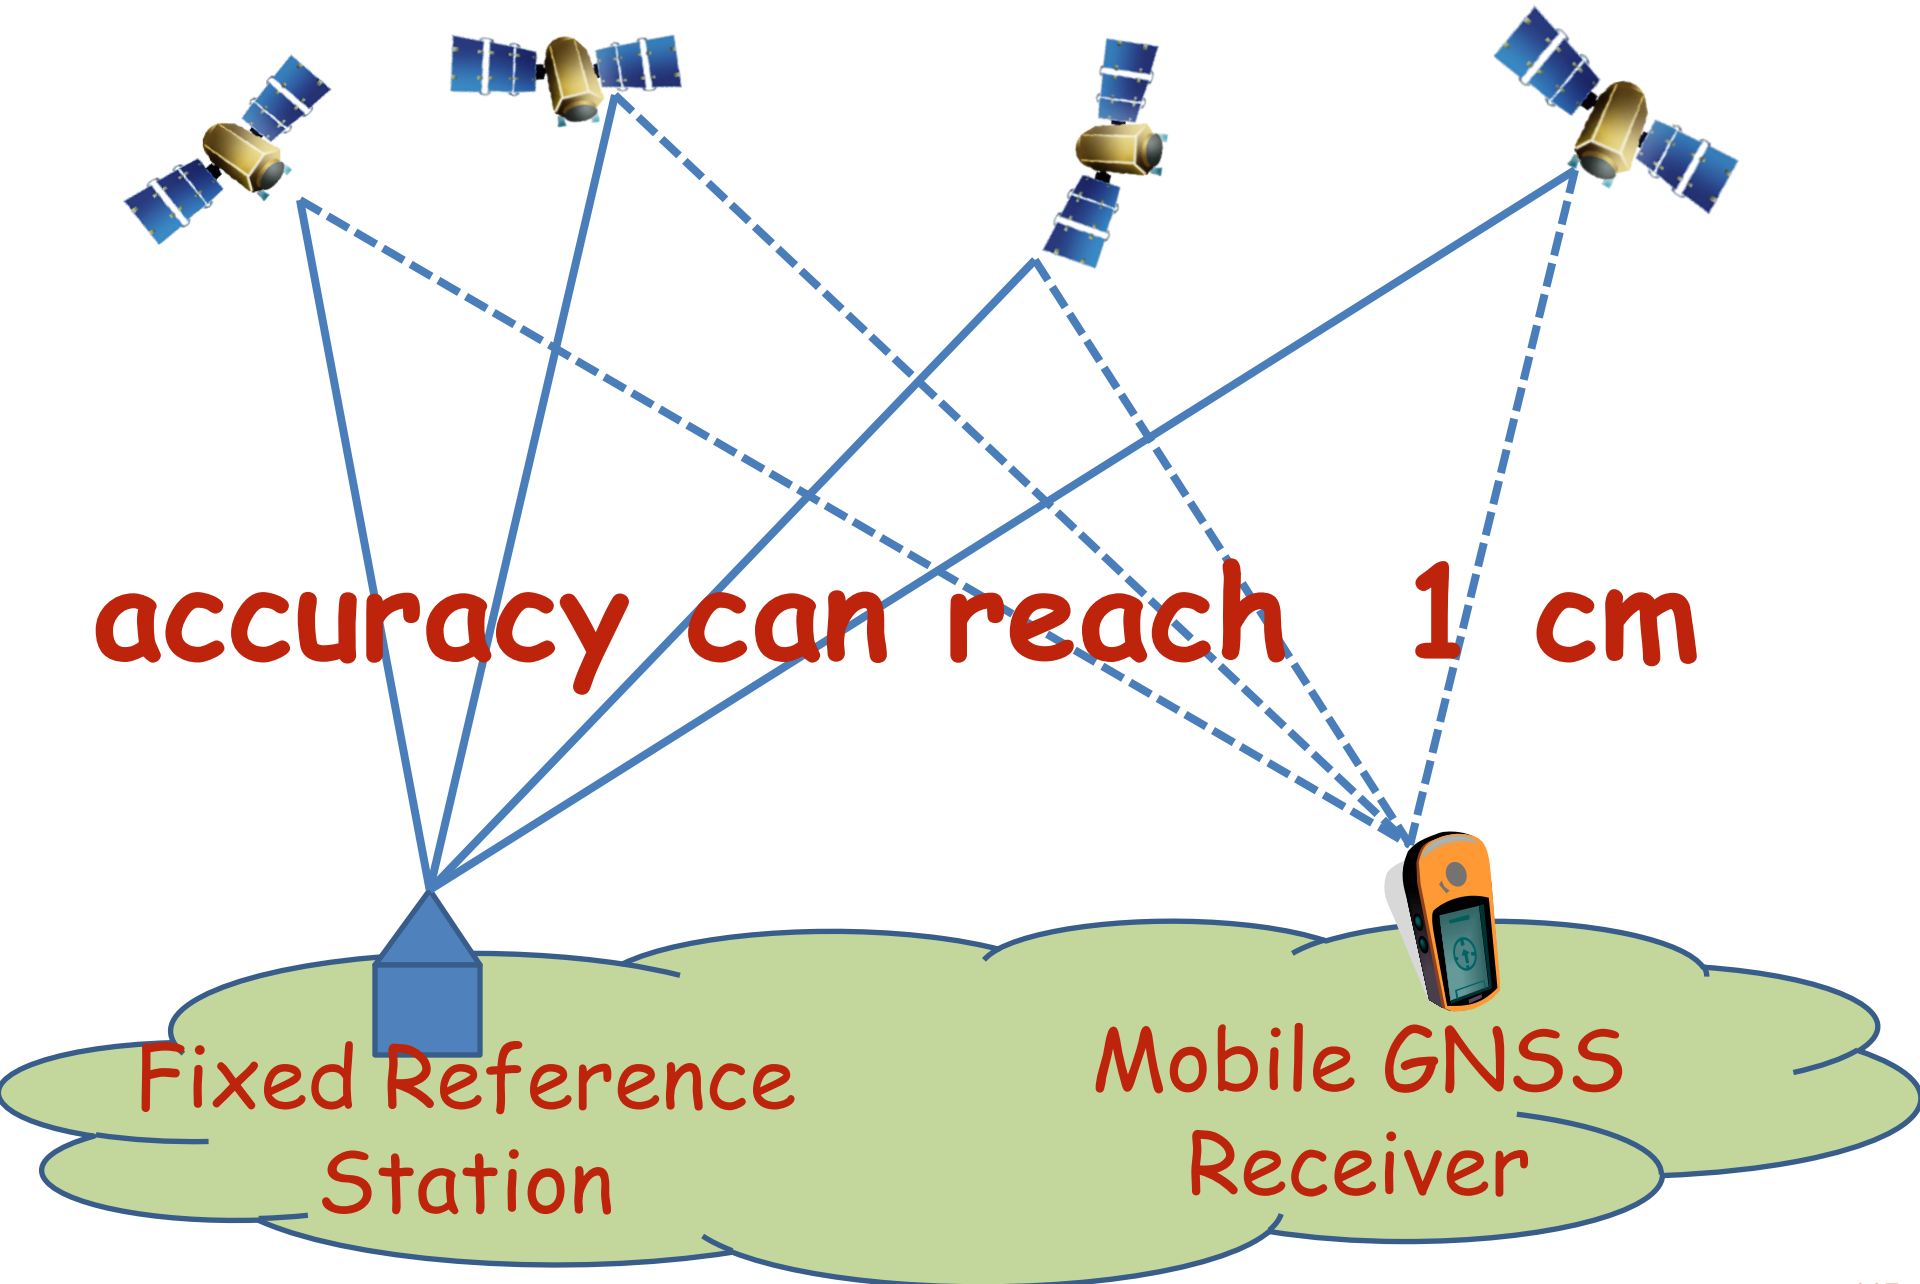 accuracy can reach 1 cm
Fixed Reference
Station
Mobile GNSS
Receiver